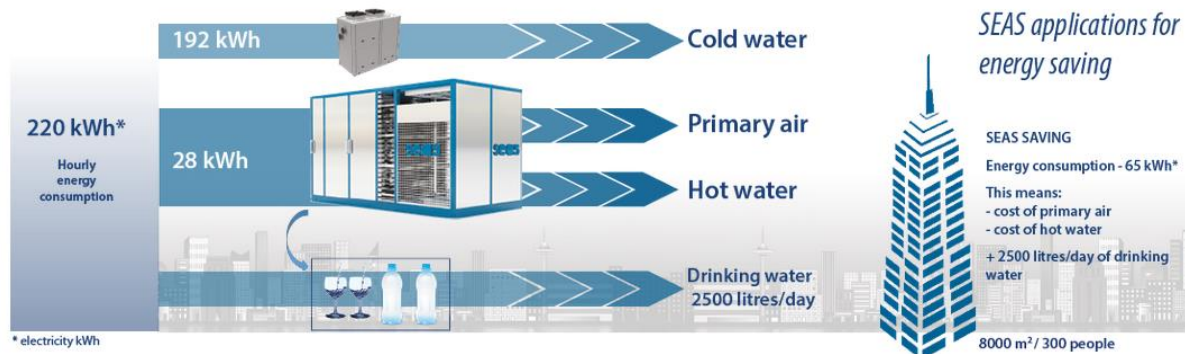 192 kWh
Cold water
SEAS applications for
energy saving
220 kWh*
Hourly
energy
consumption
28 kWh
Primary air
Hot water
SEAS
SEAS
SEAS SAVING
Energy consumption - 65 kWh*
This means:
- cost of primary air
- cost of hot water
+ 2500 litres/day of drinking
water
Drinking water
2500 litres/day
* electricity kWh
8000 m²/ 300 people